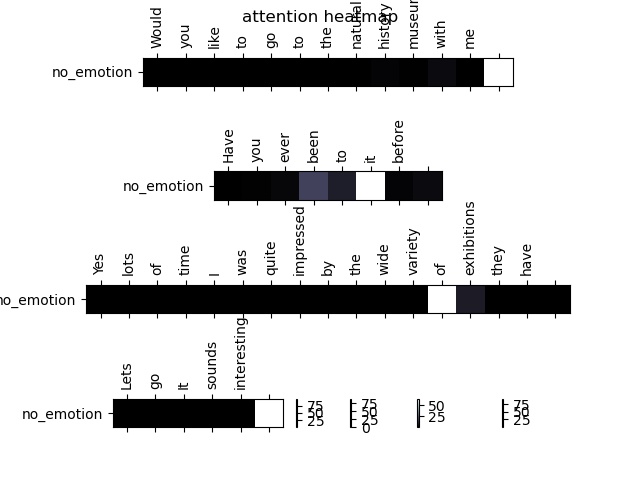 attention heatmap
Would you like to go to the natural history museum with me
no_emotion
Have you ever been to it before
no_emotion
Yes lots of time I was quite impressed by the wide variety of exhibitions they have
no_emotion
Lets go It sounds interesting
no_emotion
75 50 25
75 50 25 0
50 25
75 50 25